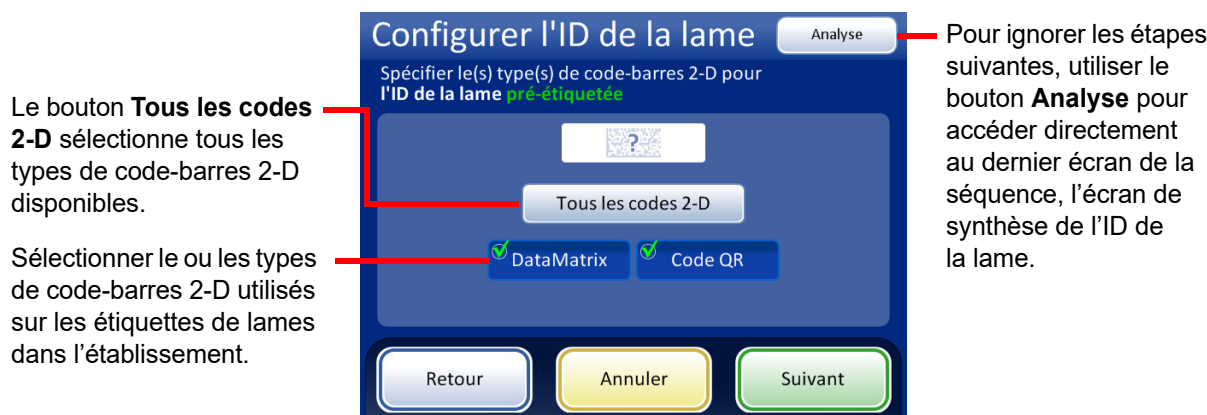 Le bouton Tous les codes
2-D sélectionne tous les
types de code-barres 2-D
disponibles.
Sélectionner le ou les types
de code-barres 2-D utilisés
sur les étiquettes de lames
dans l’établissement.
Configurer l'ID de la lame
Analyse
Spécifier le(s) type(s) de code-barres 2-D pour
l'ID de la lame pré-étiquetée
?
Tous les codes 2-D
DataMatrix
Code QR
Retour
Annuler
Suivant
Pour ignorer les étapes
suivantes, utiliser le
bouton Analyse pour
accéder directement
au dernier écran de la
séquence, l’écran de
synthèse de l’ID de
la lame.